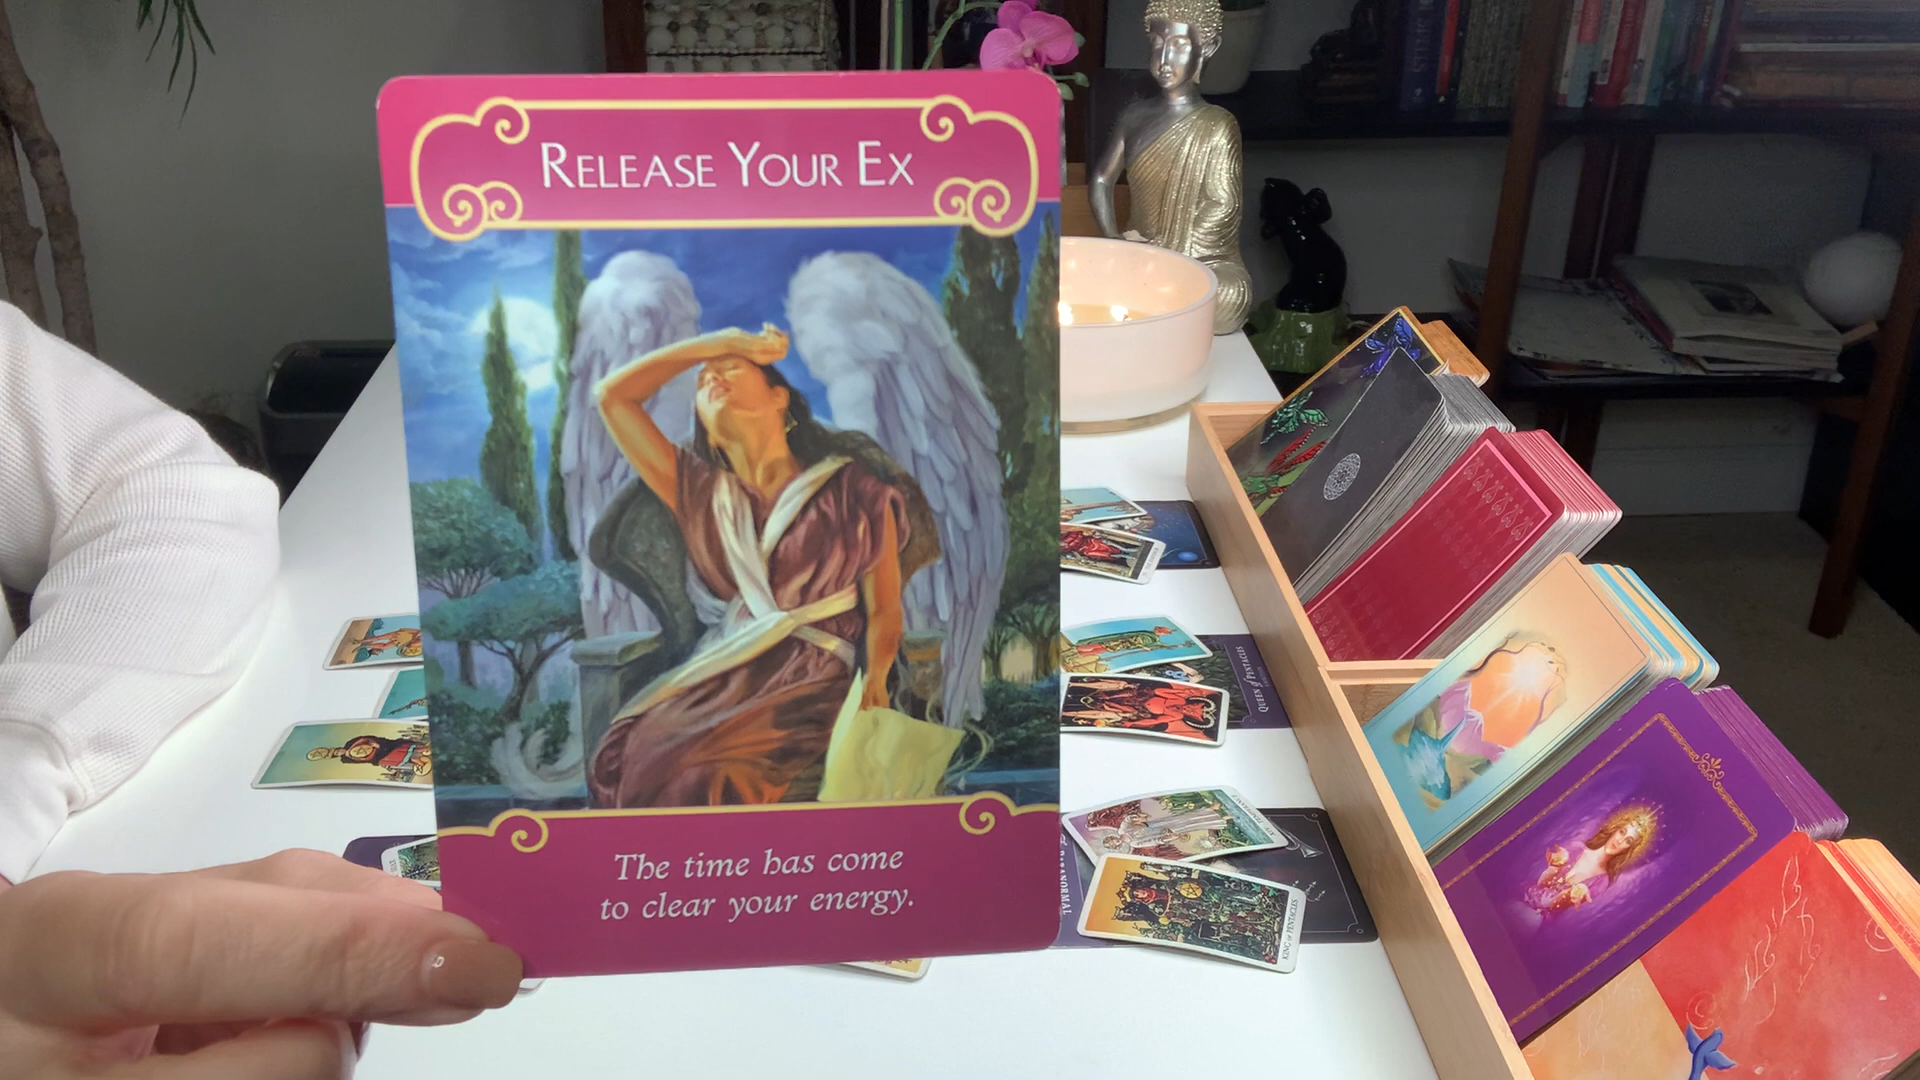 RELEASE YOUR EX
The time has come
to clear your energy.
QUEEN of PENTACLES
KING of PENTACLES